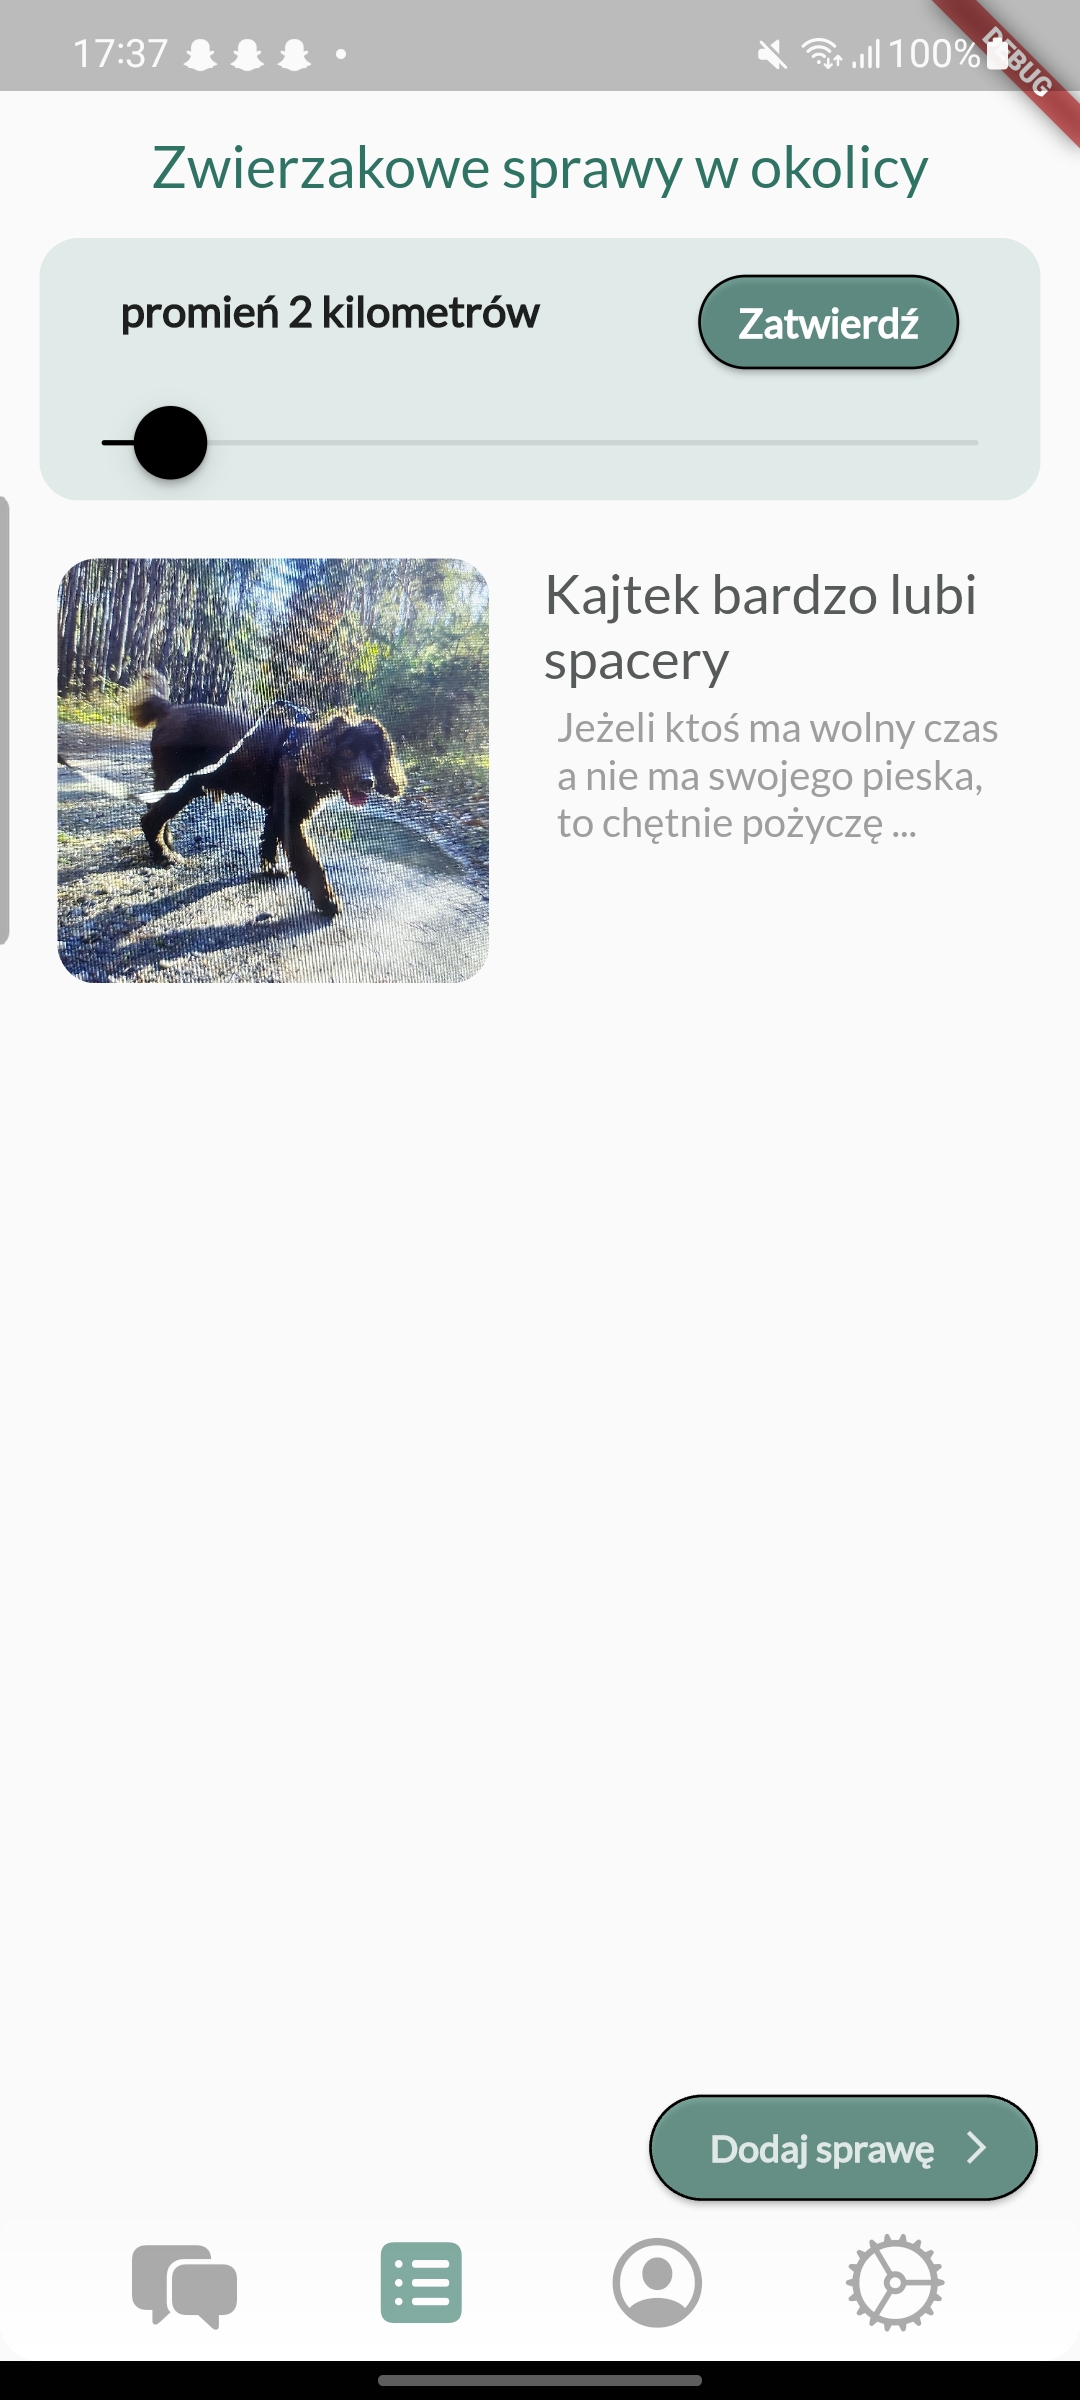 17:37
100%
DEBUG
Zwierzakowe sprawy w okolicy
promień 2 kilometrów
Zatwierdź
Kajtek bardzo lubi
spacery
Jeżeli ktoś ma wolny czas
a nie ma swojego pieska,
to chętnie pożyczę ...
Dodaj sprawę